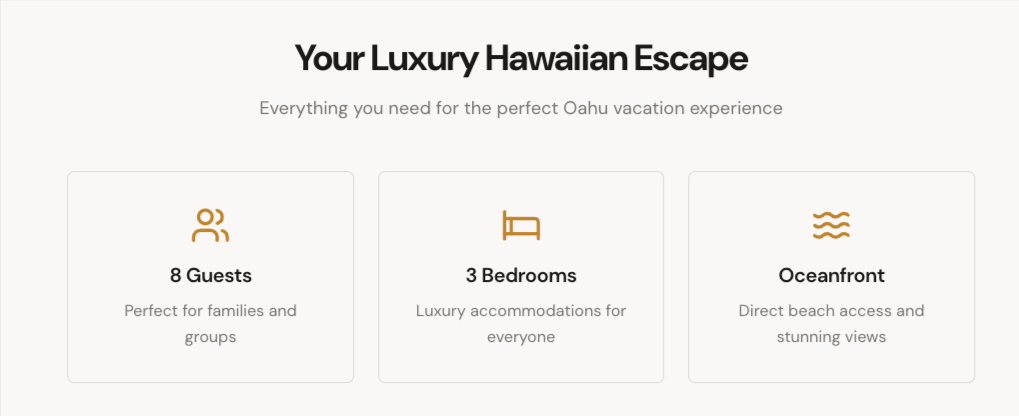 Your Luxury Hawaiian Escape
Everything you need for the perfect Oahu vacation experience
8 Guests
Perfect for families and
groups
3 Bedrooms
Luxury accommodations for
everyone
Oceanfront
Direct beach access and
stunning views